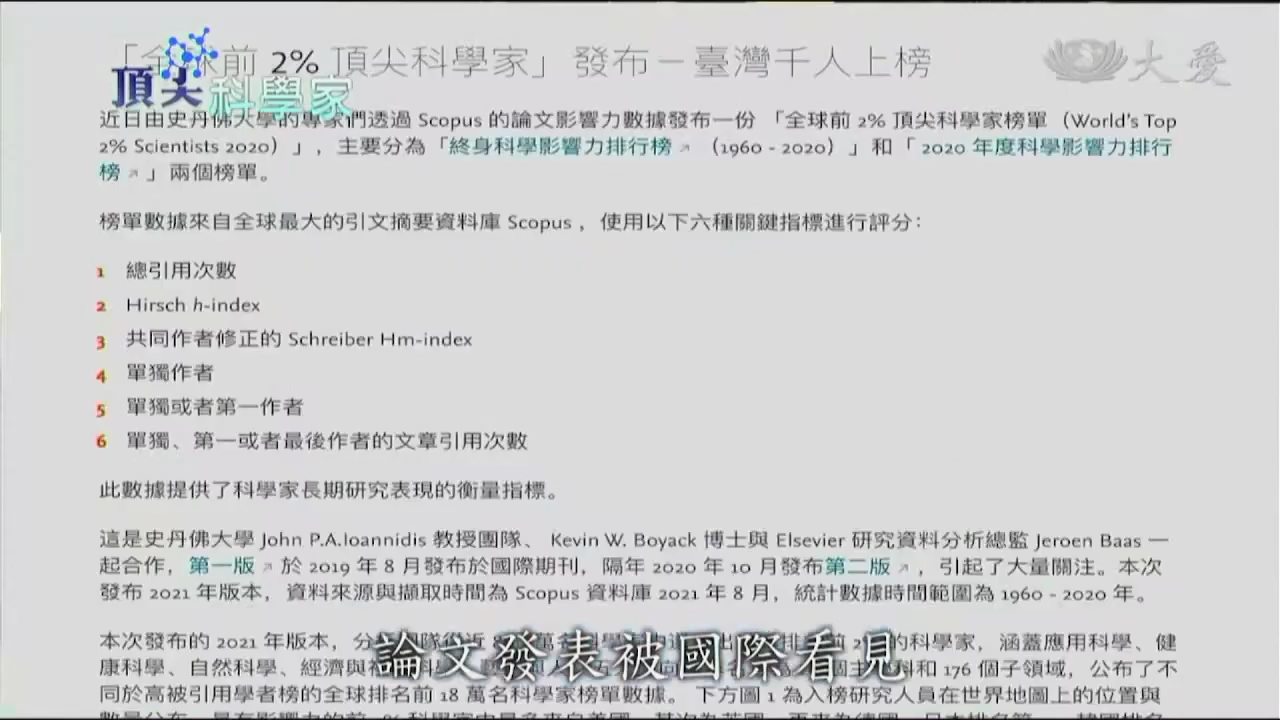 「全球前 2% 頂尖科學家」發布－臺灣千人上榜
頂尖科學家
大愛
近日由史丹佛大學的專家們透過 Scopus 的論文影響力數據發布一份 「全球前 2% 頂尖科學家榜單（World's Top
2% Scientists 2020）」，主要分為「終身科學影響力排行榜 （1960 - 2020）」和「 2020 年度科學影響力排行
榜 」兩個榜單。
榜單數據來自全球最大的引文摘要資料庫 Scopus ，使用以下六種關鍵指標進行評分：
1 總引用次數
2 Hirsch h-index
3 共同作者修正的 Schreiber Hm-index
4 單獨作者
5 單獨或者第一作者
6 單獨、第一或者最後作者的文章引用次數
此數據提供了科學家長期研究表現的衡量指標。
這是史丹佛大學 John P.A.Ioannidis 教授團隊、 Kevin W. Boyack 博士與 Elsevier 研究資料分析總監 Jeroen Baas 一
起合作，第一版 於 2019 年 8 月發布於國際期刊，隔年 2020 年 10 月發布第二版 ，引起了大量關注。本次
發布 2021 年版本，資料來源與擷取時間為 Scopus 資料庫 2021 年 8 月，統計數據時間範圍為 1960 - 2020 年。
本次發布的 2021 年版本，分 的科學家，涵蓋應用科學、健
論文發表被國際看見
康科學、自然科學、經濟與 主 科和 176 個子領域，公布了不
同於高被引用學者榜的全球排名前 18 萬名科學家榜單數據。 下方圖 1 為入榜研究人員在世界地圖上的位置與